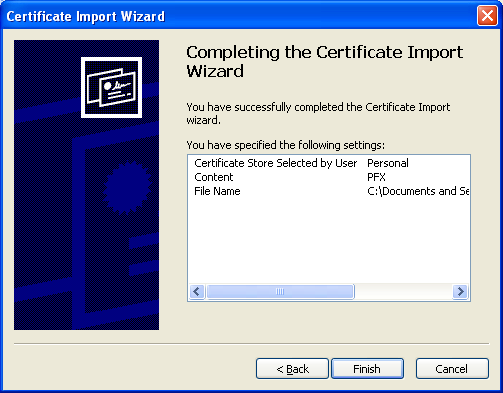 Certificate Import Wizard
Completing the Certificate Import
Wizard
You have successfully completed the Certificate Import
wizard.
You have specified the following settings:
Certificate Store Selected by User Personal
Content PFX
File Name C:\Documents and Se
< Back Finish Cancel